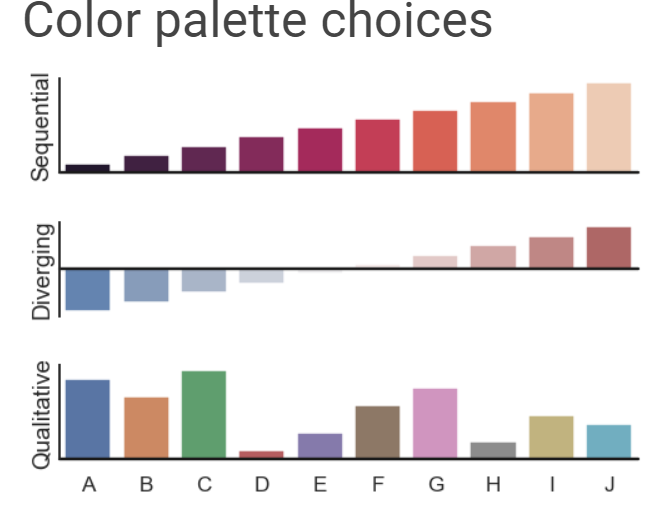 Color palette choices
Sequential
Diverging
Qualitative
A B C D E F G H I J